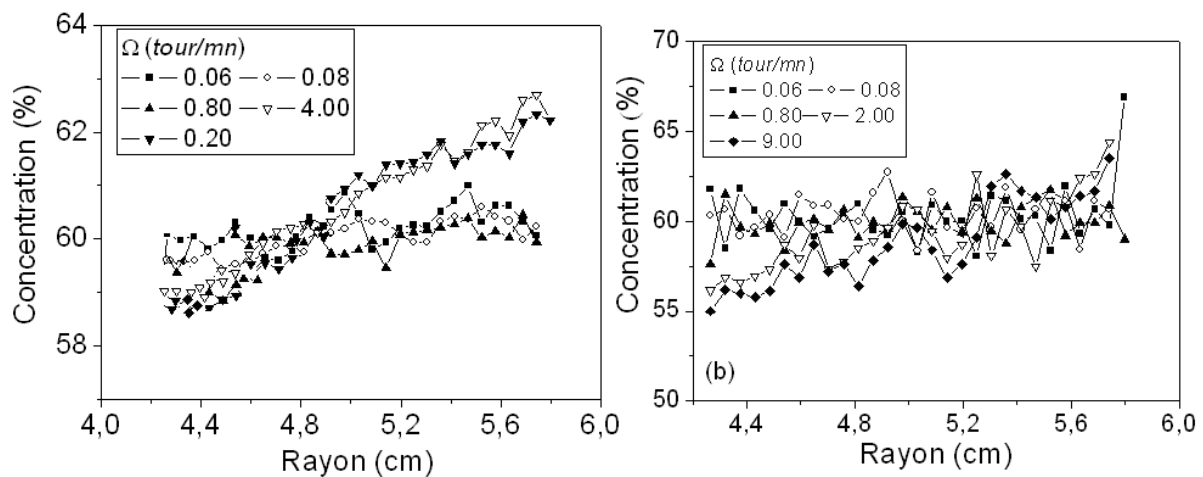 64
62
60
58
Concentration (%)
Ω (tour/mn)
0.06 0.08
0.80 4.00
0.20
4,0 4,4 4,8 5,2 5,6 6,0
Rayon (cm)
70
65
60
55
50
Concentration (%)
Ω (tour/mn)
0.06 0.08
0.80 2.00
9.00
(b)
4,4 4,8 5,2 5,6 6,0
Rayon (cm)